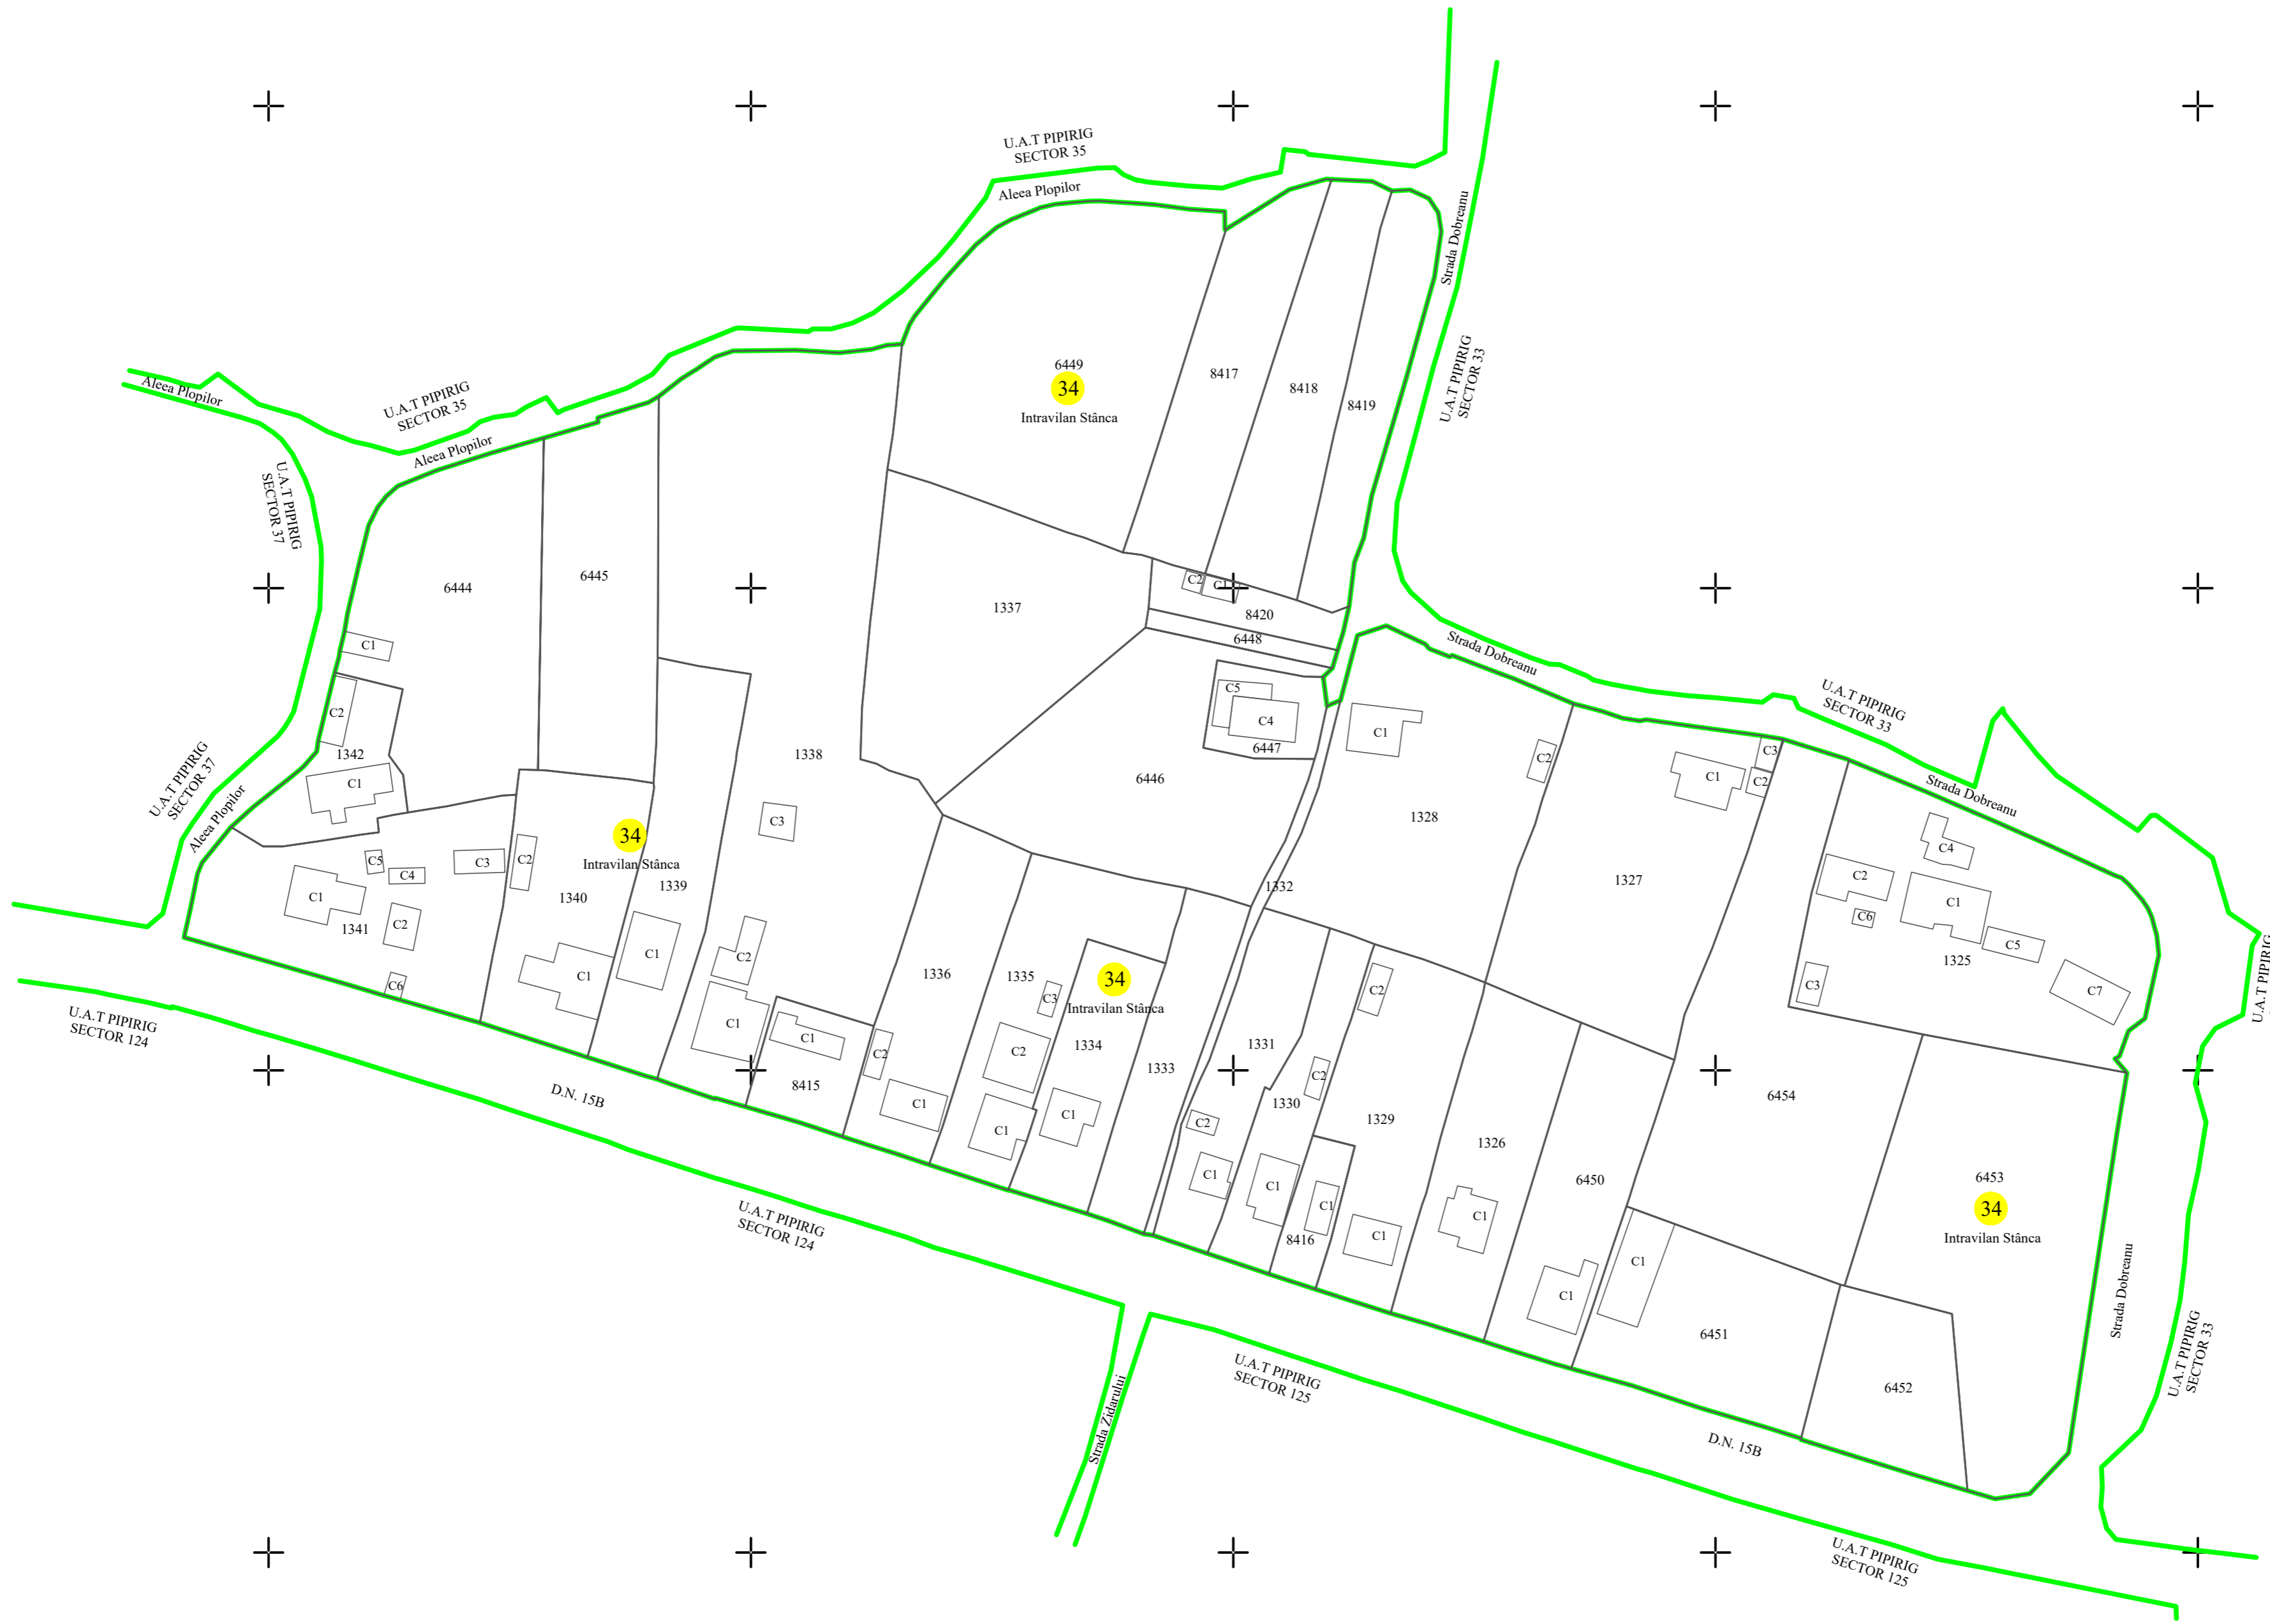 U.A.T PIPIRIG
SECTOR 35
Aleea Plopilor
Strada Dobreanu
6449
34
Intravilan Stânca
8417
8418
8419
U.A.T PIPIRIG
SECTOR 33
Aleea Plopilor
U.A.T PIPIRIG
SECTOR 35
Aleea Plopilor
U.A.T PIPIRIG
SECTOR 37
6444
6445
1337
C2
C1
8420
6448
Strada Dobreanu
C1
C2
1342
C1
U.A.T PIPIRIG
SECTOR 37
Aleea Plopilor
1338
C3
C5
C4
6447
6446
C1
C2
1328
C1
C3
C2
1327
U.A.T PIPIRIG
SECTOR 33
Strada Dobreanu
34
Intravilan Stânca
C5
C4
C3
C2
1340
1339
C1
C2
1341
C6
C1
C1
C2
C1
1332
C4
C2
C1
C6
C5
1325
C3
C7
U.A.T PIPIRIG
1336
1335
34
Intravilan Stânca
C3
C2
1334
1333
C1
C2
C1
8415
C2
C1
C1
1331
1330
C2
C2
C1
C1
C2
1329
C1
8416
C1
1326
C1
6450
C1
6454
6453
34
Intravilan Stânca
C1
6451
6452
Strada Dobreanu
U.A.T PIPIRIG
SECTOR 33
U.A.T PIPIRIG
SECTOR 124
D.N. 15B
U.A.T PIPIRIG
SECTOR 124
Strada Zidarului
U.A.T PIPIRIG
SECTOR 125
D.N. 15B
U.A.T PIPIRIG
SECTOR 125